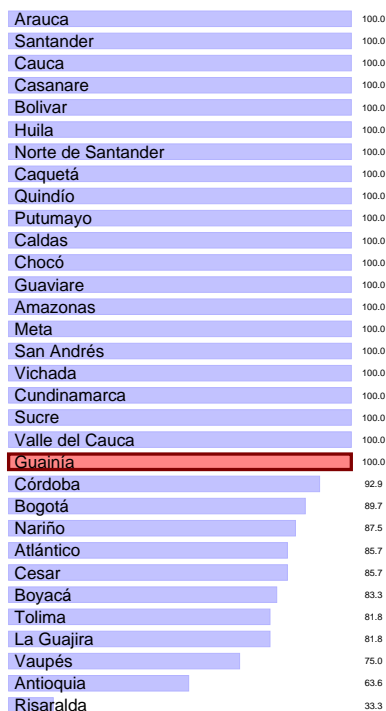 Arauca 100.0
Santander 100.0
Cauca 100.0
Casanare 100.0
Bolivar 100.0
Huila 100.0
Norte de Santander 100.0
Caquetá 100.0
Quindío 100.0
Putumayo 100.0
Caldas 100.0
Chocó 100.0
Guaviare 100.0
Amazonas 100.0
Meta 100.0
San Andrés 100.0
Vichada 100.0
Cundinamarca 100.0
Sucre 100.0
Valle del Cauca 100.0
Guainía 100.0
Córdoba 92.9
Bogotá 89.7
Nariño 87.5
Atlántico 85.7
Cesar 85.7
Boyacá 83.3
Tolima 81.8
La Guajira 81.8
Vaupés 75.0
Antioquia 63.6
Risaralda 33.3